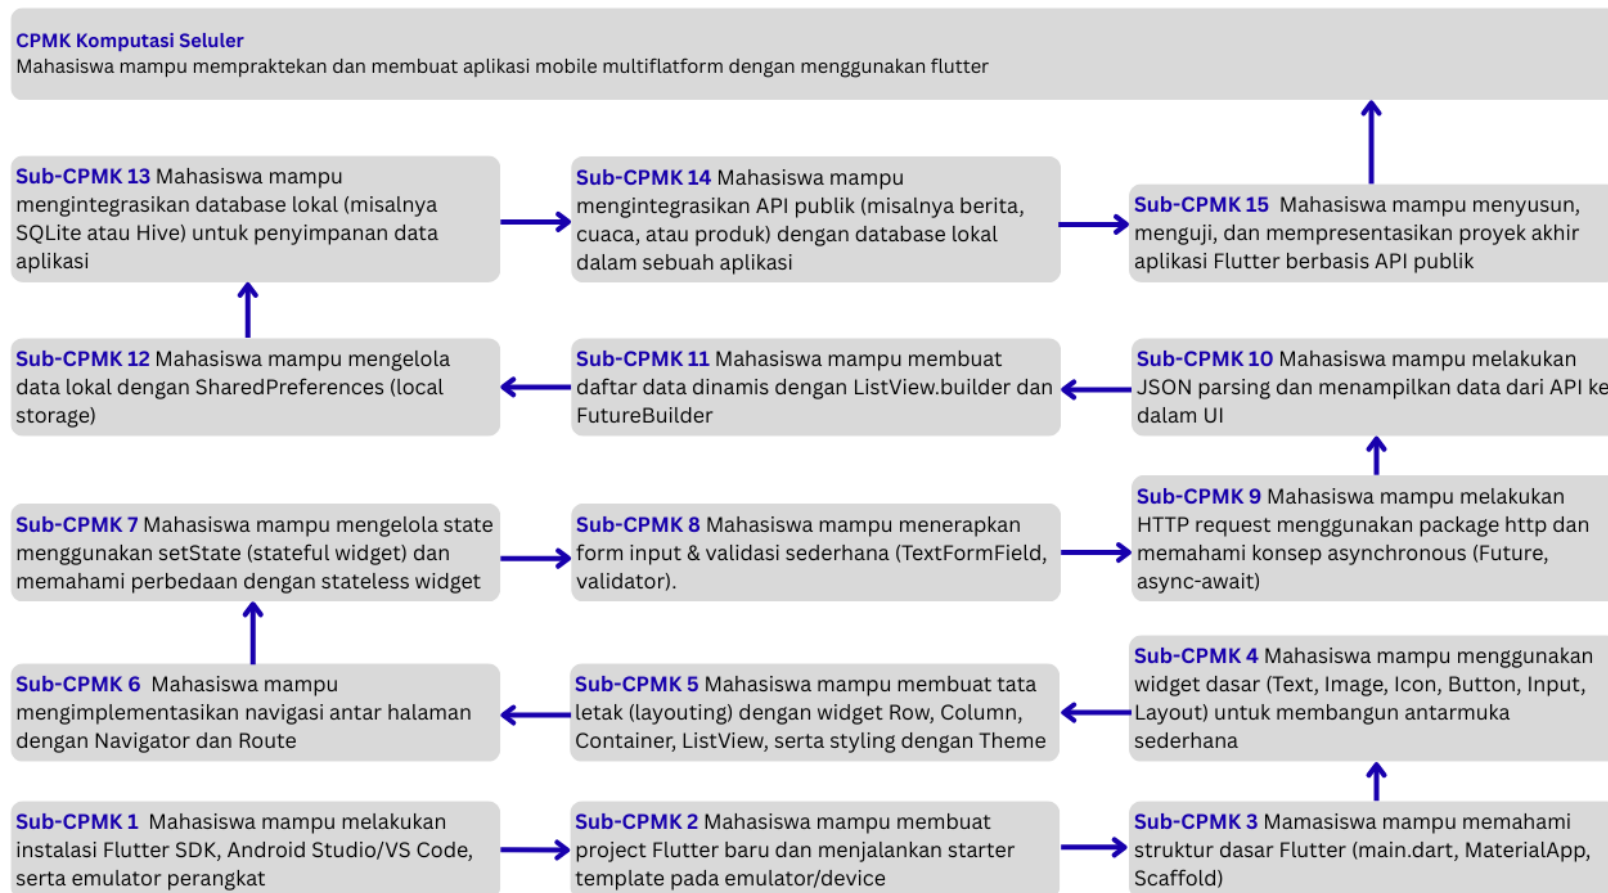 CPMK Komputasi Seluler
Mahasiswa mampu mempraktekan dan membuat aplikasi mobile multiflatform dengan menggunakan flutter
Sub-CPMK 13 Mahasiswa mampu
mengintegrasikan database lokal (misalnya
SQLite atau Hive) untuk penyimpanan data
aplikasi
Sub-CPMK 14 Mahasiswa mampu
mengintegrasikan API publik (misalnya berita,
cuaca, atau produk) dengan database lokal
dalam sebuah aplikasi
Sub-CPMK 15 Mahasiswa mampu menyusun,
menguji, dan mempresentasikan proyek akhir
aplikasi Flutter berbasis API publik
Sub-CPMK 12 Mahasiswa mampu mengelola
data lokal dengan SharedPreferences (local
storage)
Sub-CPMK 11 Mahasiswa mampu membuat
daftar data dinamis dengan ListView.builder dan
FutureBuilder
Sub-CPMK 10 Mahasiswa mampu melakukan
JSON parsing dan menampilkan data dari API ke
dalam UI
Sub-CPMK 7 Mahasiswa mampu mengelola state
menggunakan setState (stateful widget) dan
memahami perbedaan dengan stateless widget
Sub-CPMK 8 Mahasiswa mampu menerapkan
form input & validasi sederhana (TextFormField,
validator).
Sub-CPMK 9 Mahasiswa mampu melakukan
HTTP request menggunakan package http dan
memahami konsep asynchronous (Future,
async-await)
Sub-CPMK 6 Mahasiswa mampu
mengimplementasikan navigasi antar halaman
dengan Navigator dan Route
Sub-CPMK 5 Mahasiswa mampu membuat tata
letak (layouting) dengan widget Row, Column,
Container, ListView, serta styling dengan Theme
Sub-CPMK 4 Mahasiswa mampu menggunakan
widget dasar (Text, Image, Icon, Button, Input,
Layout) untuk membangun antarmuka
sederhana
Sub-CPMK 1 Mahasiswa mampu melakukan
instalasi Flutter SDK, Android Studio/VS Code,
serta emulator perangkat
Sub-CPMK 2 Mahasiswa mampu membuat
project Flutter baru dan menjalankan starter
template pada emulator/device
Sub-CPMK 3 Mamasiswa mampu memahami
struktur dasar Flutter (main.dart, MaterialApp,
Scaffold)